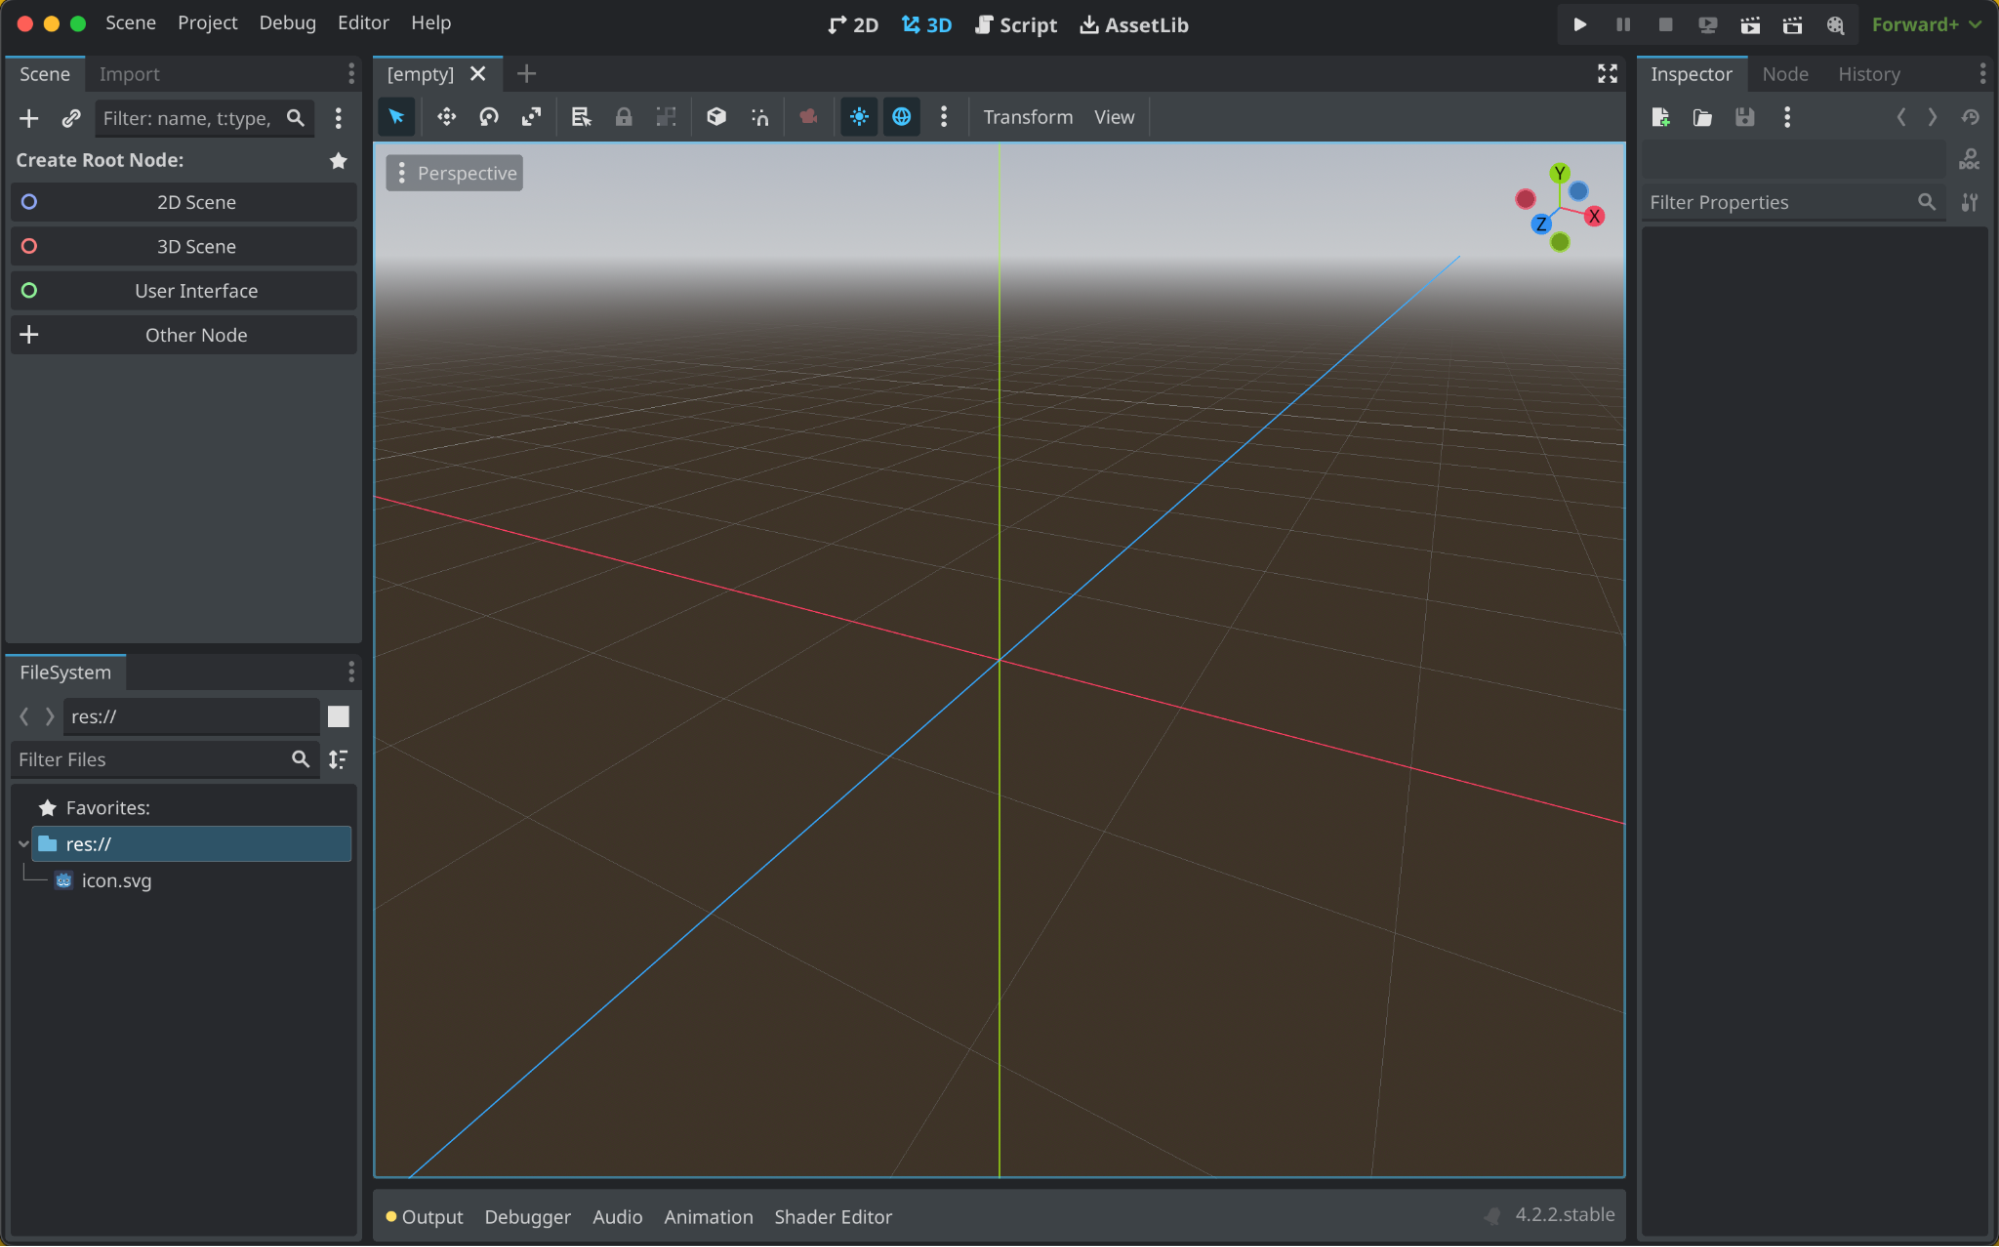 Scene Project Debug Editor Help
2D 3D Script AssetLib
Forward+
Scene Import
Filter: name, t:type,
Create Root Node:
2D Scene
3D Scene
User Interface
Other Node
FileSystem
res://
Filter Files
Favorites:
res://
icon.svg
[empty]
Transform View
Perspective
Y
X
Z
Output Debugger Audio Animation Shader Editor
4.2.2.stable
Inspector Node History
DOC
Filter Properties